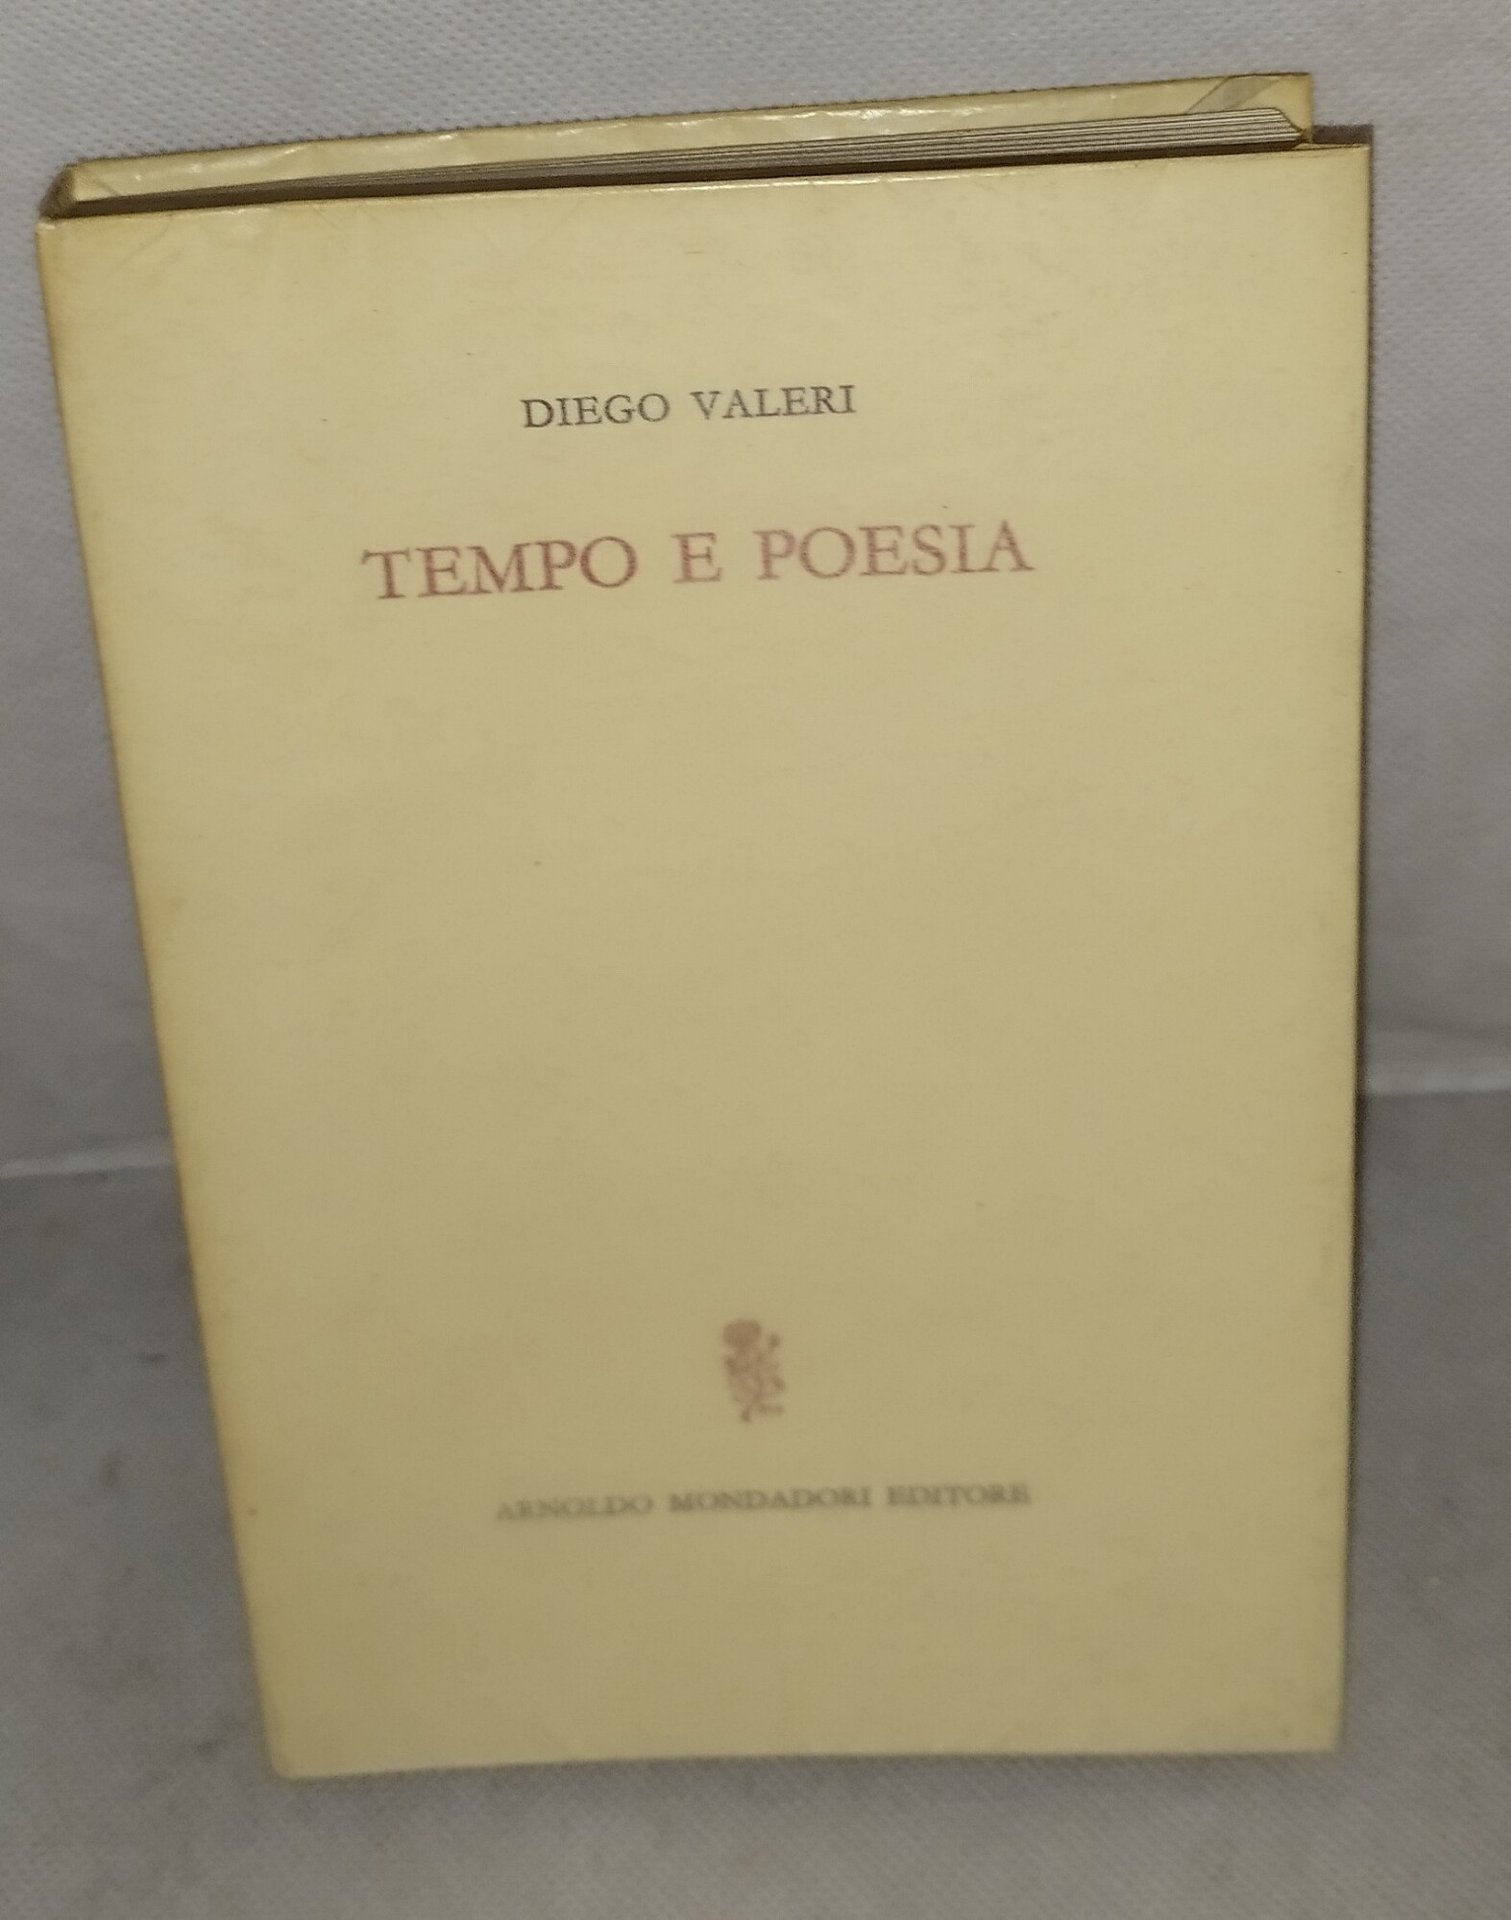 DIEGO VALERI
TEMPO E POESIA
ARNOLDO MONDADORI EDITORE